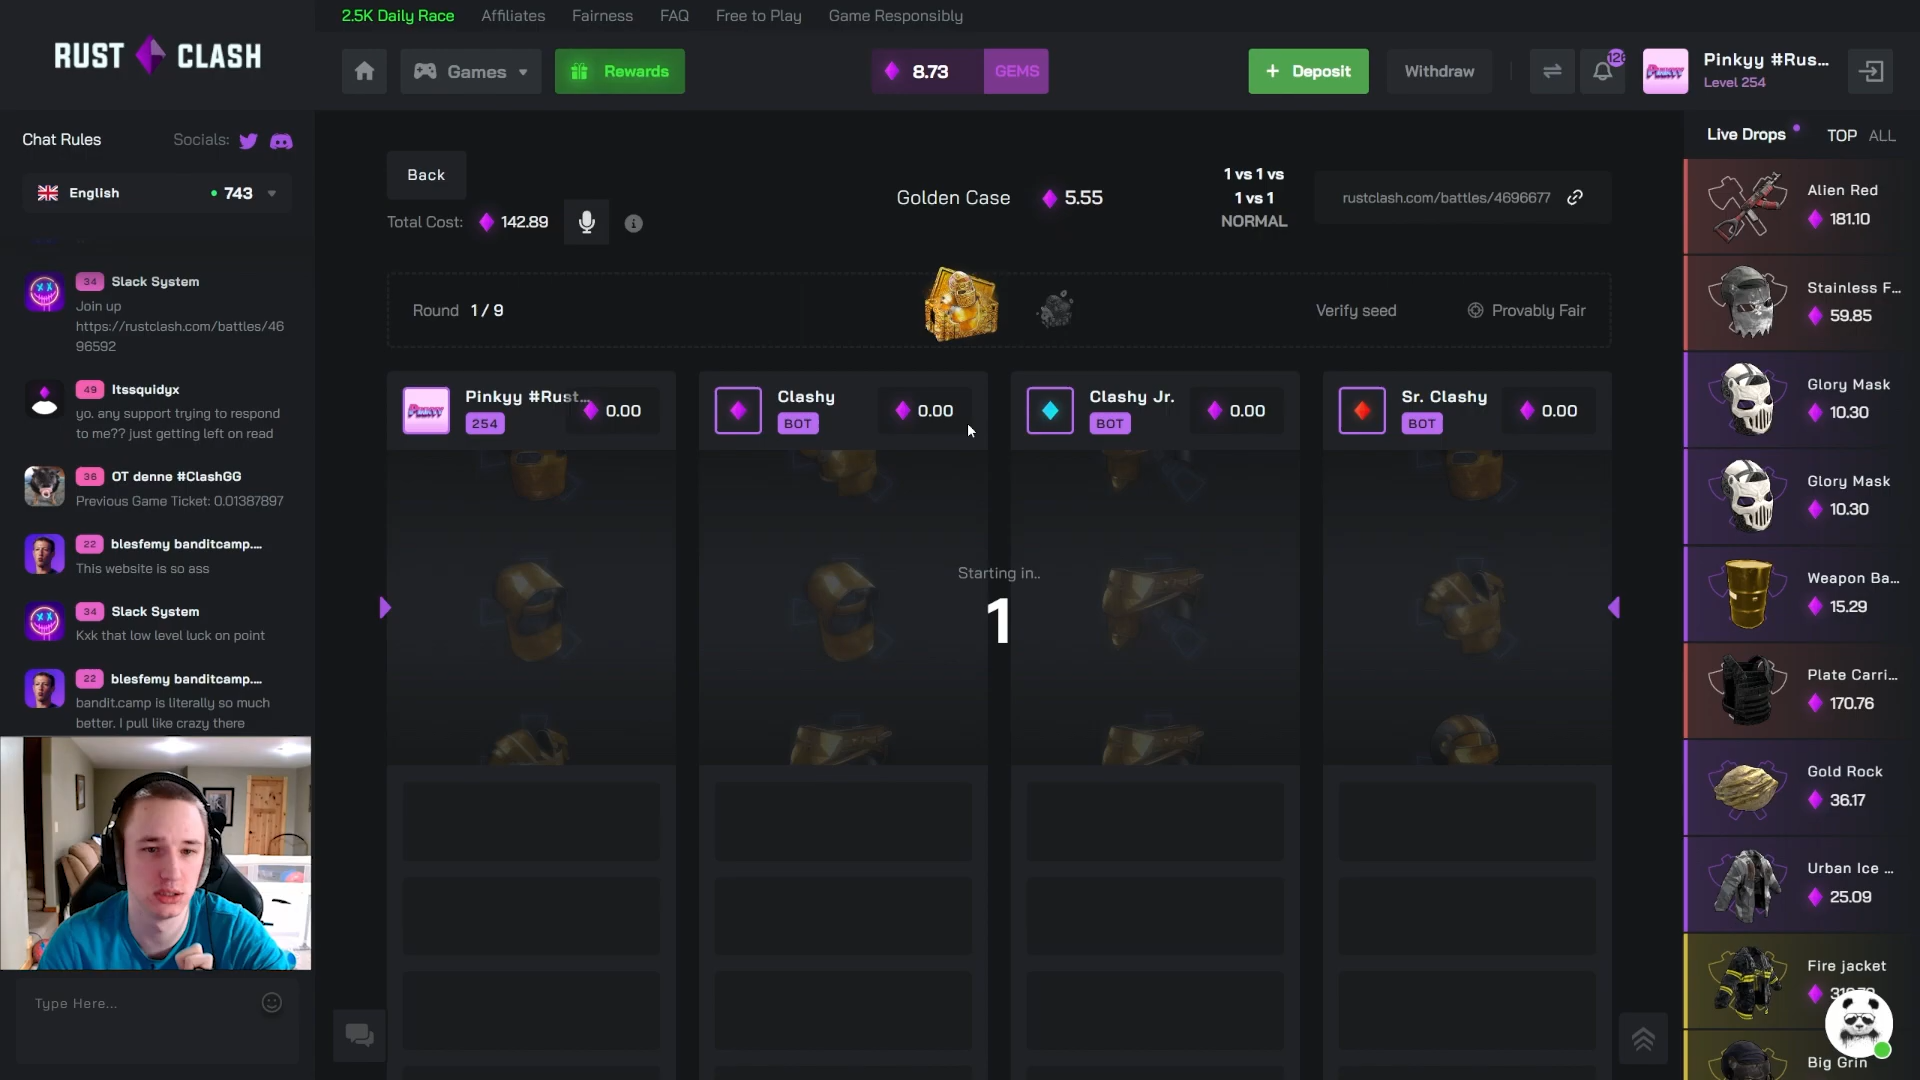 2.5K Daily Race
Affiliates
Fairness
FAQ
Free to Play
Game Responsibly
RUST CLASH
Games
Rewards
8.73
GEMS
+ Deposit
Withdraw
Pinkyy #Rus...
Level 254
Chat Rules
Socials:
English
743
34 Slack System
Join up
https://rustclash.com/battles/46
96592
49 Itssquidyx
yo. any support trying to respond
to me?? just getting left on read
36 OT denne #ClashGG
Previous Game Ticket: 0.01387897
22 blesfemy banditcamp....
This website is so ass
34 Slack System
Kxk that low level luck on point
22 blesfemy banditcamp....
bandit.camp is literally so much
better. I pull like crazy there
Type Here...
Back
Total Cost: 142.89
Golden Case 5.55
1 vs 1 vs
1 vs 1
NORMAL
rustclash.com/battles/4696677
Round 1 / 9
Verify seed
Provably Fair
Pinkyy #Rust...
254
0.00
Clashy
BOT
0.00
Clashy Jr.
BOT
0.00
Sr. Clashy
BOT
0.00
Starting in..
1
Live Drops
TOP
ALL
Alien Red
181.10
Stainless F...
59.85
Glory Mask
10.30
Glory Mask
10.30
Weapon Ba...
15.29
Plate Carri...
170.76
Gold Rock
36.17
Urban Ice ...
25.09
Fire jacket
Big Grin